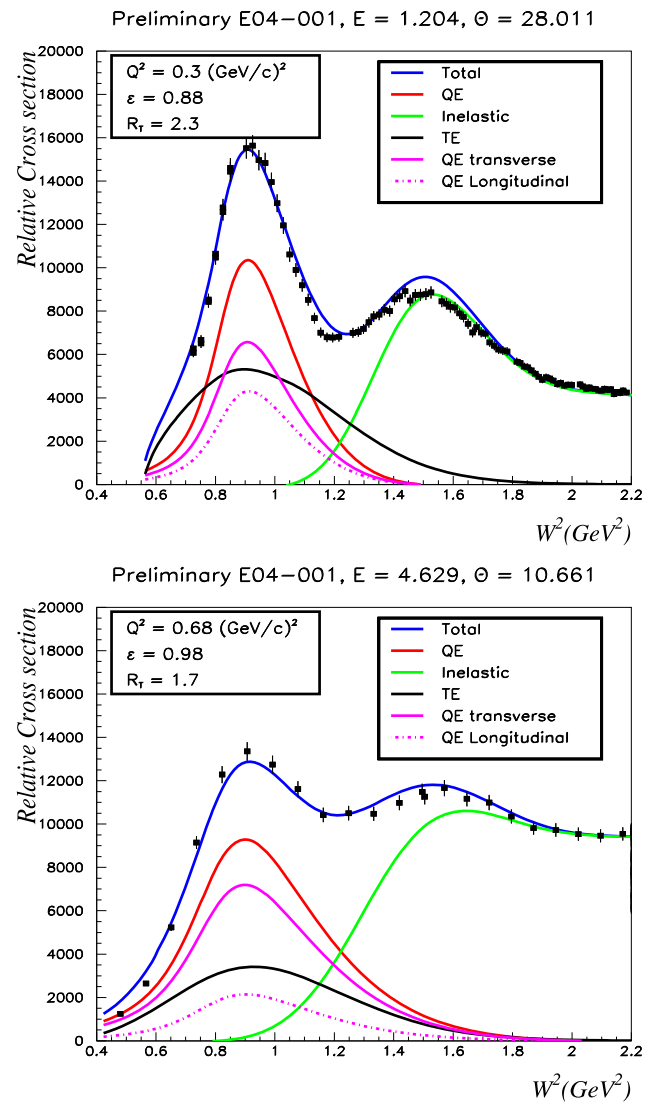 Preliminary E04-001, E = 1.204, Θ = 28.011
Relative Cross section
20000
18000
16000
14000
12000
10000
8000
6000
4000
2000
0
Q² = 0.3 (GeV/c)²
ε = 0.88
R_T = 2.3
Total
QE
Inelastic
TE
QE transverse
QE Longitudinal
0.4 0.6 0.8 1 1.2 1.4 1.6 1.8 2 2.2
W²(GeV²)
Preliminary E04-001, E = 4.629, Θ = 10.661
Relative Cross section
20000
18000
16000
14000
12000
10000
8000
6000
4000
2000
0
Q² = 0.68 (GeV/c)²
ε = 0.98
R_T = 1.7
Total
QE
Inelastic
TE
QE transverse
QE Longitudinal
0.4 0.6 0.8 1 1.2 1.4 1.6 1.8 2 2.2
W²(GeV²)